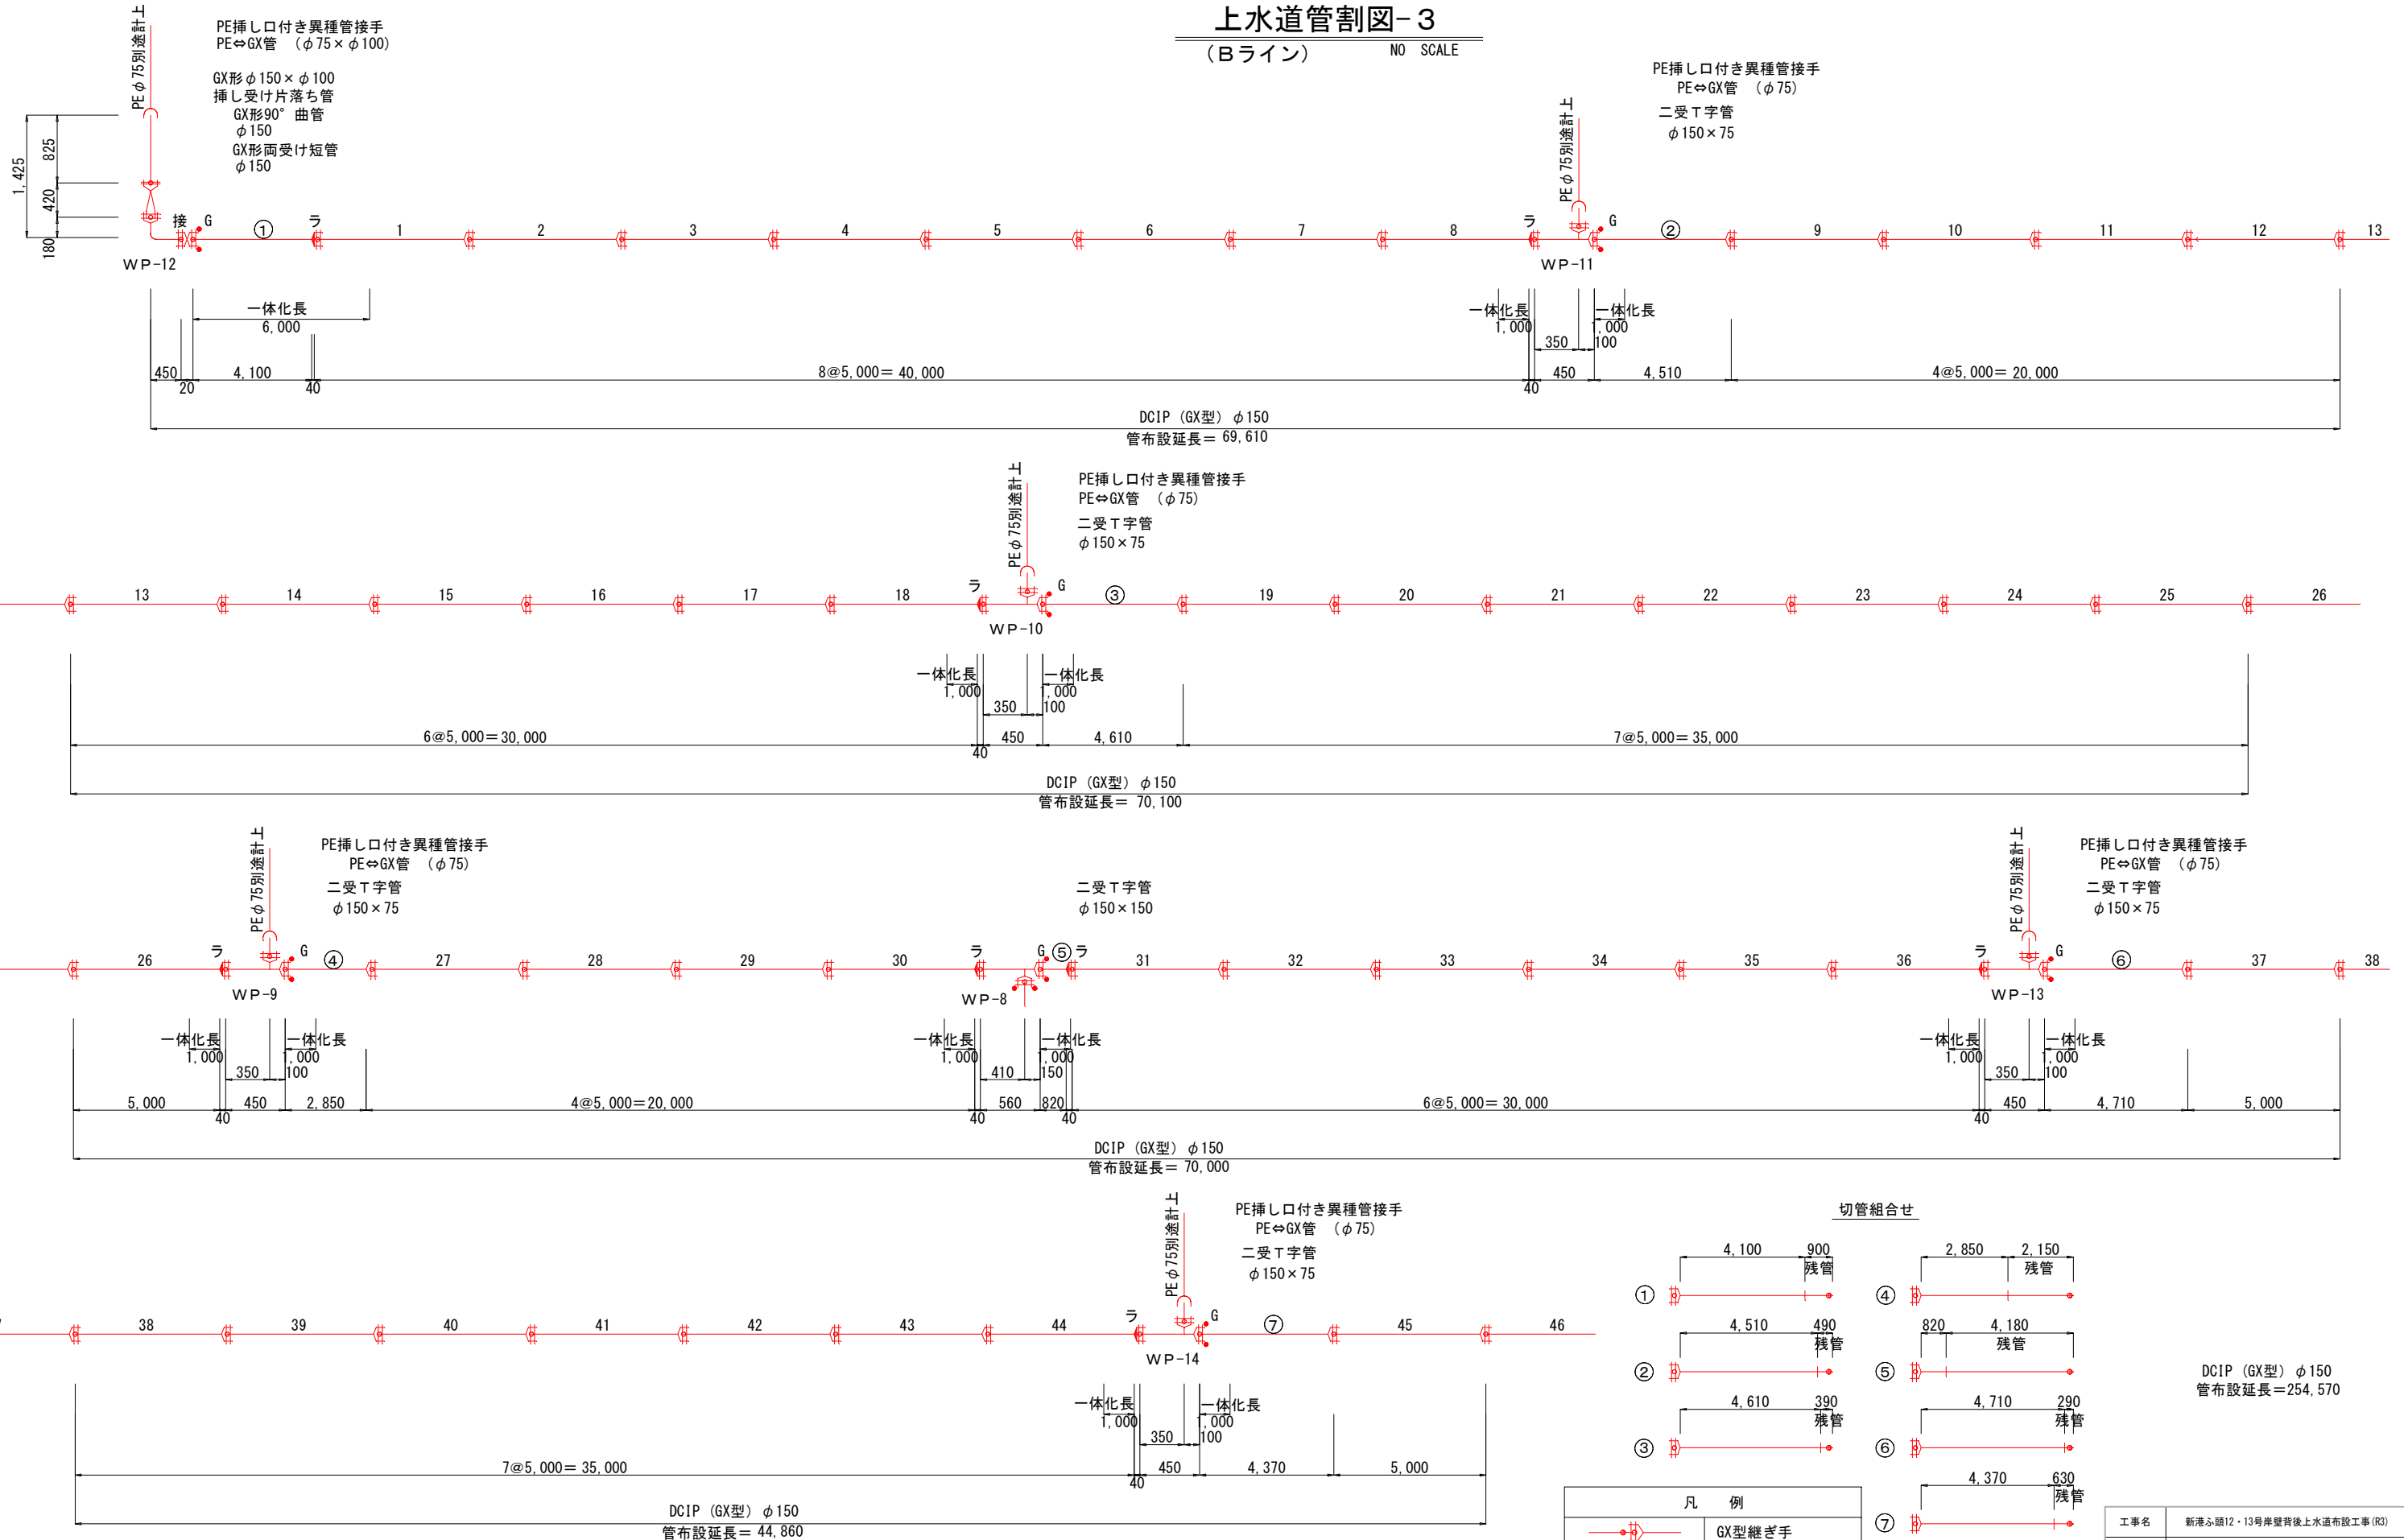 上水道管割図-3
(Bライン) NO SCALE
PEφ75別途計上
PE挿し口付き異種管接手
PE⇔GX管 (φ75×φ100)
GX形φ150×φ100
挿し受け片落ち管
GX形90°曲管
φ150
GX形両受け短管
φ150
1,425
825
420
180
接 G ① ラ 1 2 3 4 5 6 7 8 ラ G ② 9 10 11 12 13
PEφ75別途計上
PE挿し口付き異種管接手
PE⇔GX管 (φ75)
二受T字管
φ150×75
WP-12
WP-11
一体化長
6,000
一体化長
1,000
一体化長
1,000
350 100
450 20 4,100 40 8@5,000=40,000 40 450 4,510 4@5,000=20,000
DCIP (GX型) φ150
管布設延長= 69,610
PEφ75別途計上
PE挿し口付き異種管接手
PE⇔GX管 (φ75)
二受T字管
φ150×75
13 14 15 16 17 18 ラ G ③ 19 20 21 22 23 24 25 26
WP-10
一体化長
1,000
一体化長
1,000
350 100
6@5,000=30,000 40 450 4,610 7@5,000=35,000
DCIP (GX型) φ150
管布設延長= 70,100
PEφ75別途計上
PE挿し口付き異種管接手
PE⇔GX管 (φ75)
二受T字管
φ150×75
二受T字管
φ150×150
PEφ75別途計上
PE挿し口付き異種管接手
PE⇔GX管 (φ75)
二受T字管
φ150×75
26 ラ G ④ 27 28 29 30 ラ G ⑤ ラ 31 32 33 34 35 36 ラ G ⑥ 37 38
WP-9
WP-8
WP-13
一体化長
1,000
一体化長
1,000
一体化長
1,000
一体化長
1,000
一体化長
1,000
一体化長
1,000
350 100 410 150 350 100
5,000 40 450 2,850 4@5,000=20,000 40 560 820 40 6@5,000=30,000 40 450 4,710 5,000
DCIP (GX型) φ150
管布設延長= 70,000
PEφ75別途計上
PE挿し口付き異種管接手
PE⇔GX管 (φ75)
二受T字管
φ150×75
38 39 40 41 42 43 44 ラ G ⑦ 45 46
WP-14
一体化長
1,000
一体化長
1,000
350 100
7@5,000=35,000 40 450 4,370 5,000
DCIP (GX型) φ150
管布設延長= 44,860
切管組合せ
① 4,100 900 残管
② 4,510 490 残管
③ 4,610 390 残管
④ 2,850 2,150 残管
⑤ 820 4,180 残管
⑥ 4,710 290 残管
⑦ 4,370 630 残管
DCIP (GX型) φ150
管布設延長=254,570
凡 例
GX型継ぎ手
工事名 新港ふ頭12・13号岸壁背後上水道布設工事(R3)